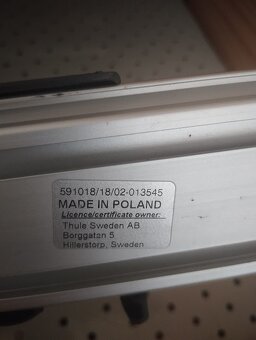 591018/18/02-013545
MADE IN POLAND
Licence/certificate owner:
Thule Sweden AB
Borggatan 5
Hillerstorp, Sweden